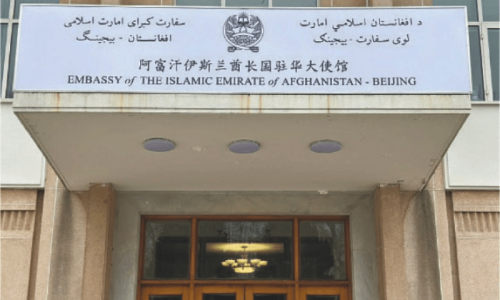 سفارت کبرای امارت اسلامی
افغانستان - بیجینگ
د افغانستان اسلامي امارت
لوی سفارت - بیجینګ
阿富汗伊斯兰酋长国驻华大使馆
EMBASSY of THE ISLAMIC EMIRATE of AFGHANISTAN - BEIJING